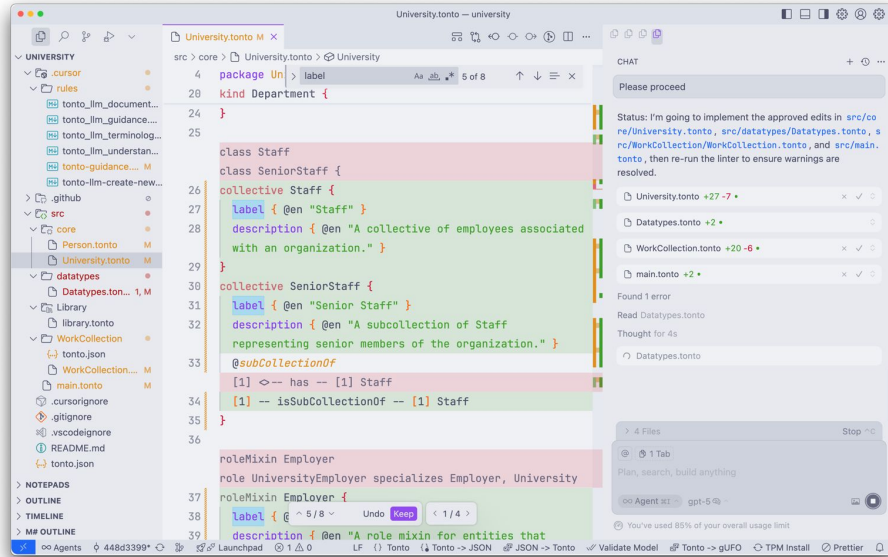 University.tonto — university
UNIVERSITY
.cursor
rules
tonto_llm_document...
tonto_llm_guidance....
tonto_llm_terminolog...
tonto_llm_understan...
tonto-guidance.... M
tonto-llm-create-new...
.github
src
core
Person.tonto M
University.tonto M
datatypes
Datatypes.ton... 1, M
Library
library.tonto
WorkCollection
tonto.json
WorkCollection.... M
main.tonto M
.cursorignore
.gitignore
.vscodeignore
README.md
tonto.json
NOTEPADS
OUTLINE
TIMELINE
M# OUTLINE
University.tonto M ×
src > core > University.tonto > University
label Aa ab 5 of 8
4 package Un
20 kind Department {
24 }
25
class Staff
class SeniorStaff {
26 collective Staff {
27 label { @en "Staff" }
28 description { @en "A collective of employees associated
with an organization." }
29 }
30 collective SeniorStaff {
31 label { @en "Senior Staff" }
32 description { @en "A subcollection of Staff
representing senior members of the organization." }
33 @subCollectionOf
[1] <>-- has -- [1] Staff
34 [1] -- isSubCollectionOf -- [1] Staff
35 }
36
roleMixin Employer
role UniversityEmployer specializes Employer, University
37 roleMixin Employer {
38 label { @
39 description { @en "A role mixin for entities that
5 / 8 Undo Keep < 1 / 4 >
CHAT
Please proceed
Status: I'm going to implement the approved edits in src/co
re/University.tonto, src/datatypes/Datatypes.tonto, s
rc/WorkCollection/WorkCollection.tonto, and src/main.
tonto, then re-run the linter to ensure warnings are
resolved.
University.tonto +27 -7 •
Datatypes.tonto +2 •
WorkCollection.tonto +20 -6 •
main.tonto +2 •
Found 1 error
Read Datatypes.tonto
Thought for 4s
Datatypes.tonto
> 4 Files Stop ^C
@ 1 Tab
Plan, search, build anything
∞ Agent ⌘I gpt-5
You've used 85% of your overall usage limit
Agents 448d3399* Launchpad 1 0 LF {} Tonto Tonto -> JSON JSON -> Tonto Validate Model Tonto -> gUFO TPM Install Prettier